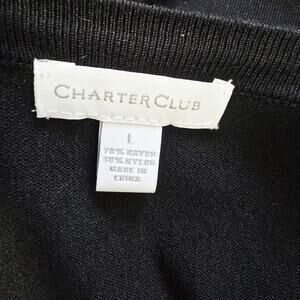 CHARTER CLUB
L
70% RAYON
30% NYLON
MADE IN
CHINA